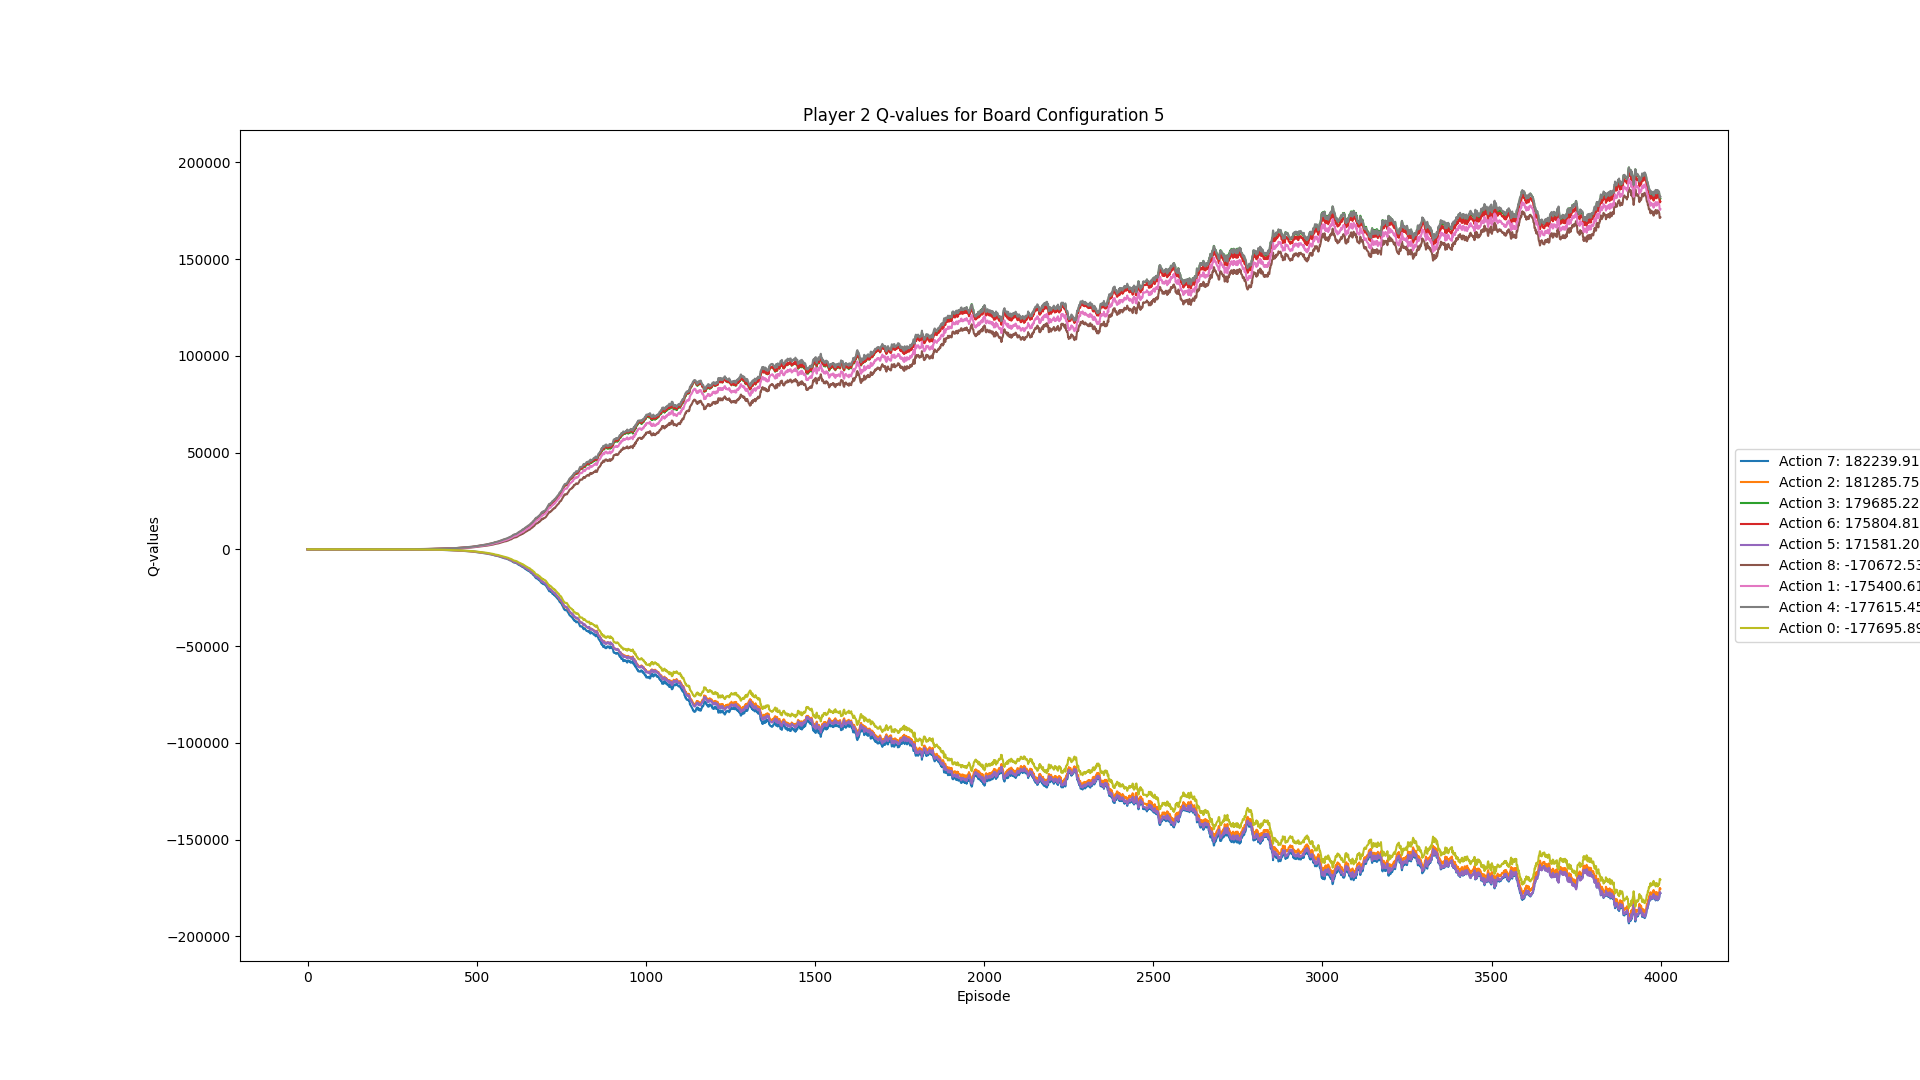 Player 2 Q-values for Board Configuration 5
200000
150000
100000
50000
0
−50000
−100000
−150000
−200000
Q-values
0
500
1000
1500
2000
2500
3000
3500
4000
Episode
Action 7: 182239.91
Action 2: 181285.75
Action 3: 179685.22
Action 6: 175804.81
Action 5: 171581.20
Action 8: -170672.53
Action 1: -175400.61
Action 4: -177615.45
Action 0: -177695.89